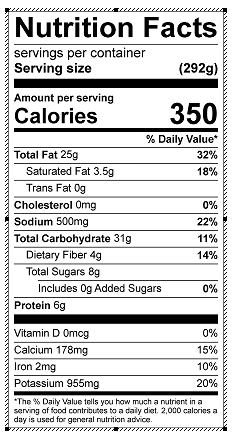 Nutrition Facts
servings per container
Serving size (292g)
Amount per serving
Calories 350
% Daily Value*
Total Fat 25g 32%
Saturated Fat 3.5g 18%
Trans Fat 0g
Cholesterol 0mg 0%
Sodium 500mg 22%
Total Carbohydrate 31g 11%
Dietary Fiber 4g 14%
Total Sugars 8g
Includes 0g Added Sugars 0%
Protein 6g
Vitamin D 0mcg 0%
Calcium 178mg 15%
Iron 2mg 10%
Potassium 955mg 20%
*The % Daily Value tells you how much a nutrient in a
serving of food contributes to a daily diet. 2,000 calories a
day is used for general nutrition advice.